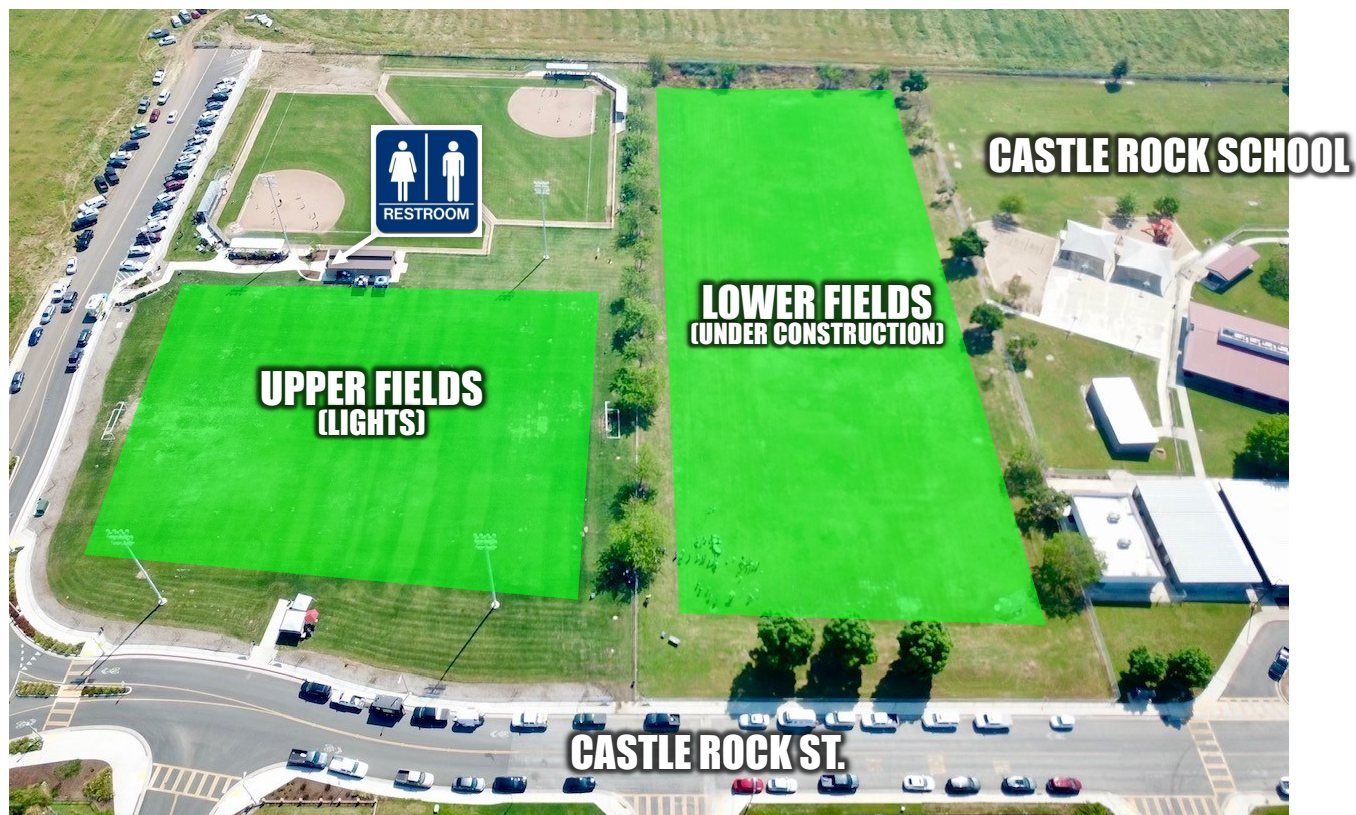 CASTLE ROCK SCHOOL
RESTROOM
LOWER FIELDS
(UNDER CONSTRUCTION)
UPPER FIELDS
(LIGHTS)
CASTLE ROCK ST.